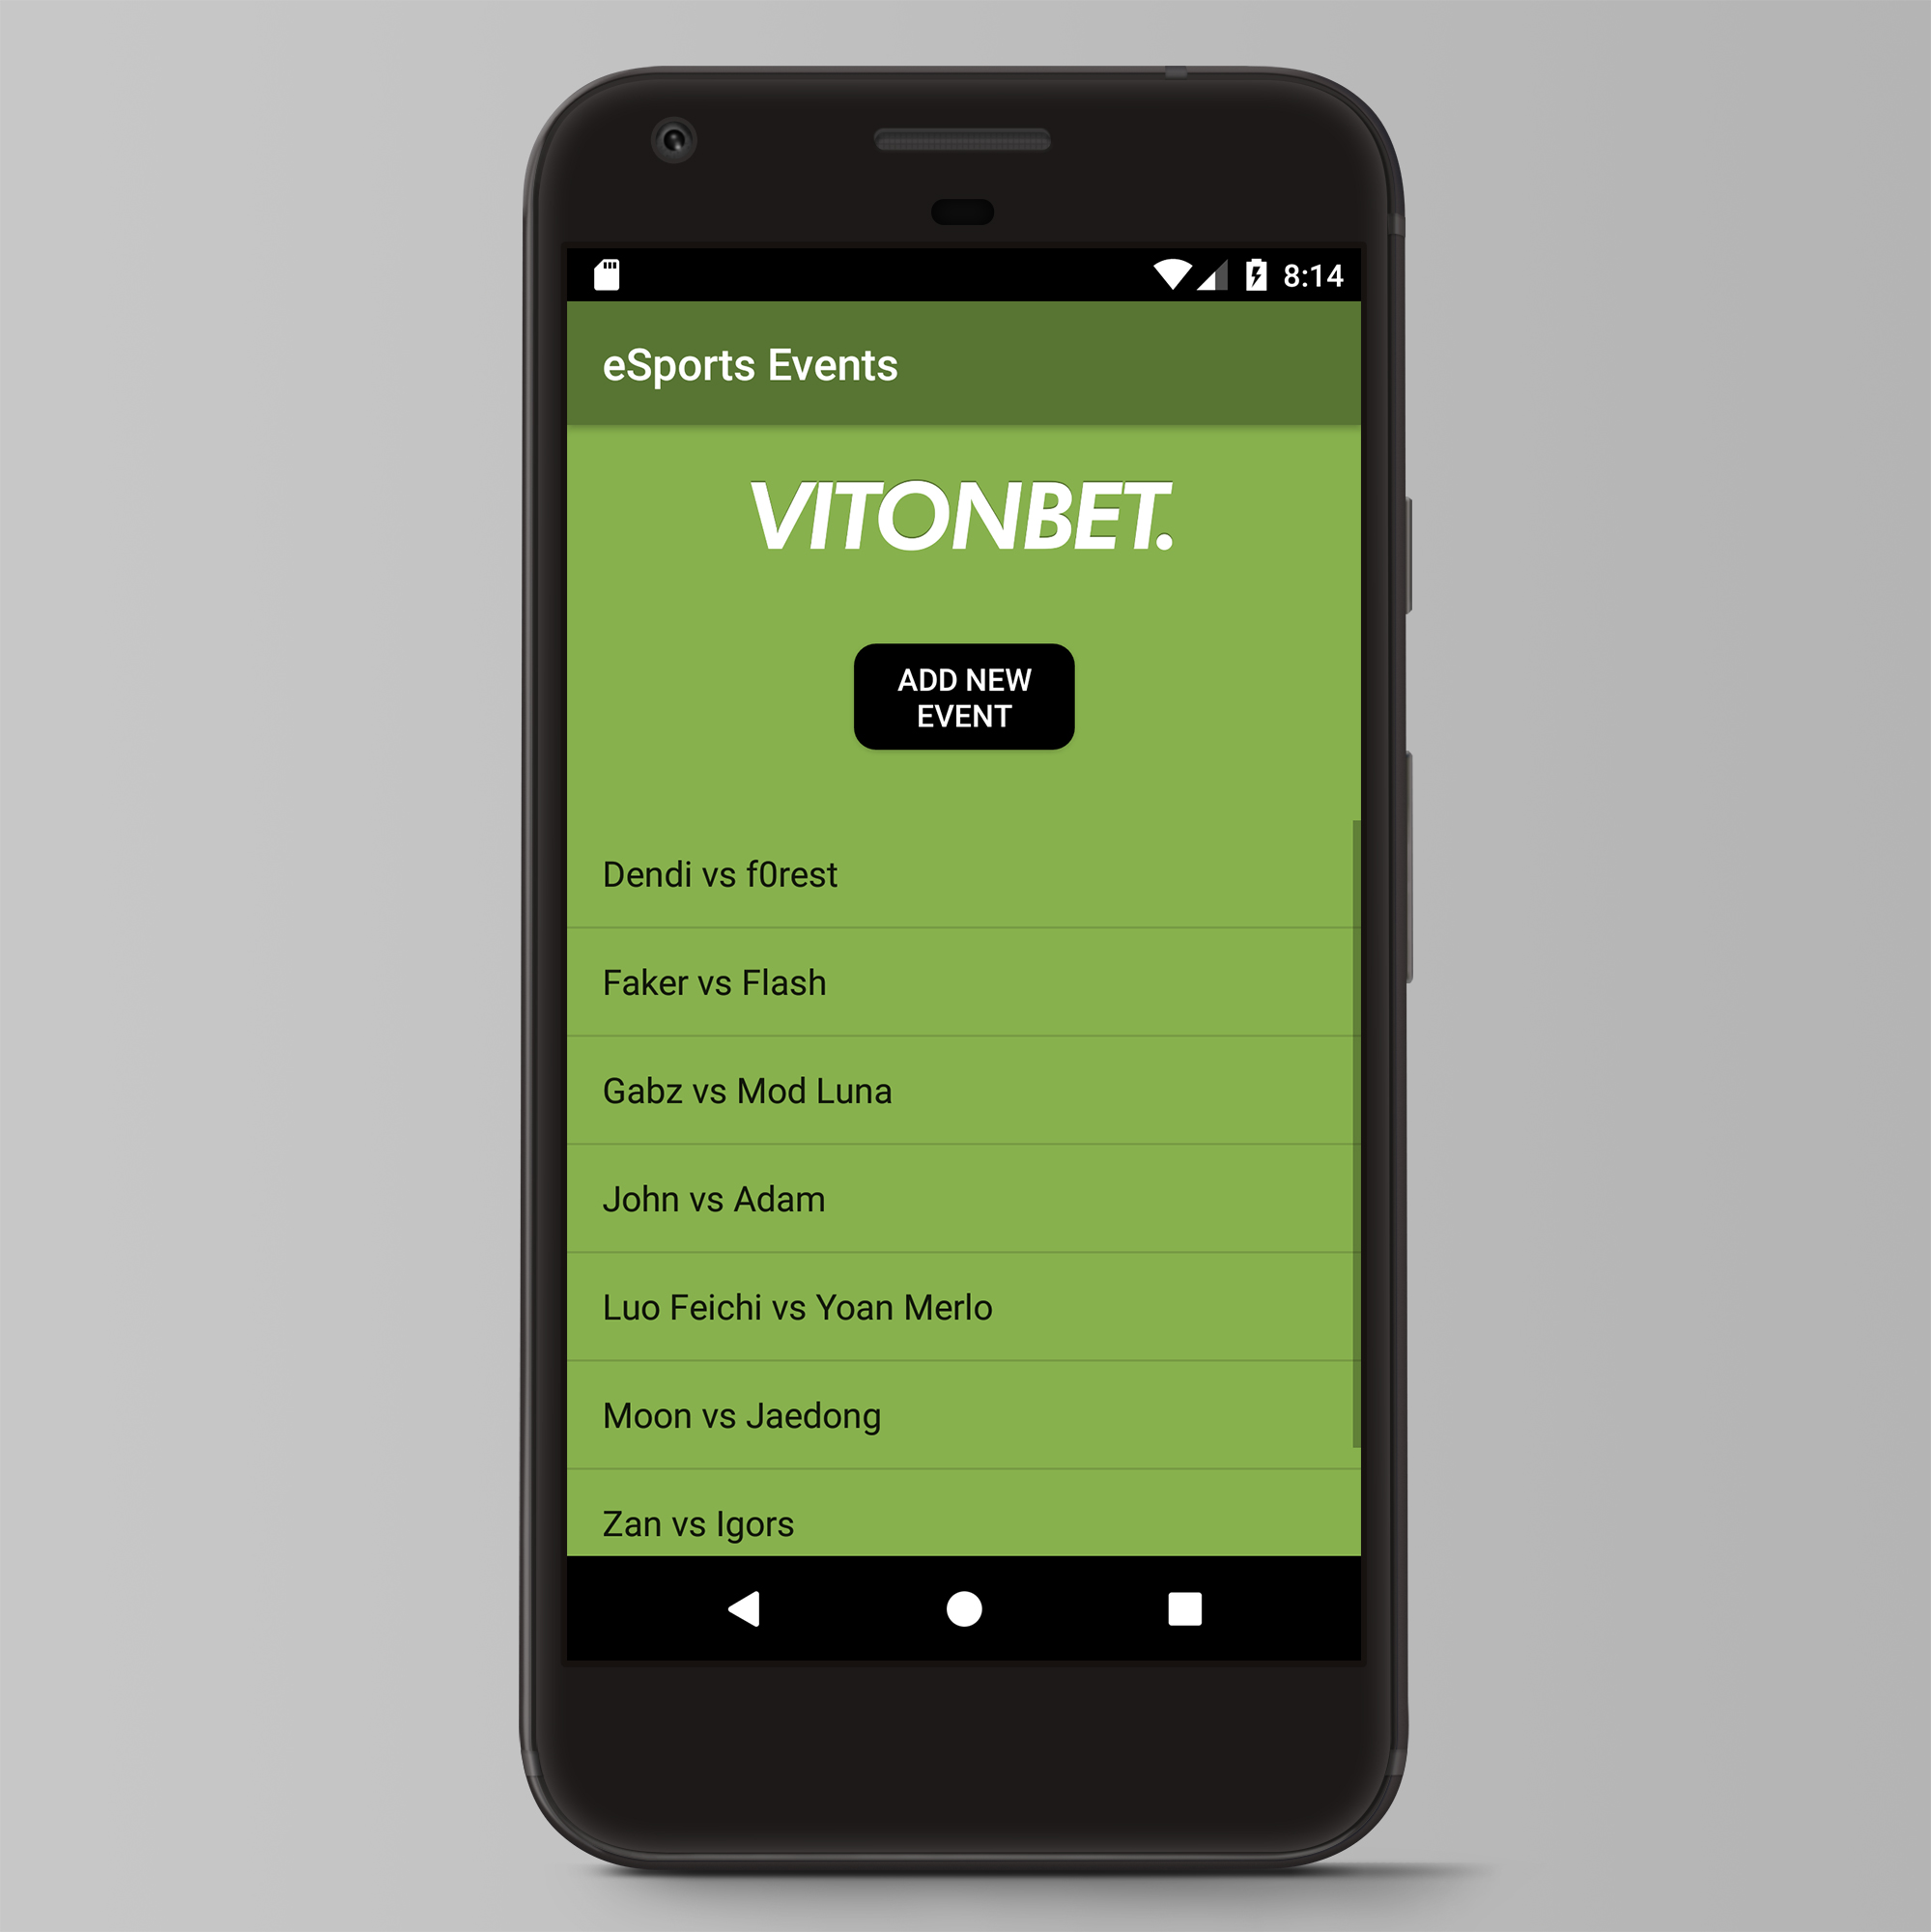 8:14
eSports Events
VITONBET.
ADD NEW
EVENT
Dendi vs f0rest
Faker vs Flash
Gabz vs Mod Luna
John vs Adam
Luo Feichi vs Yoan Merlo
Moon vs Jaedong
Zan vs Igors